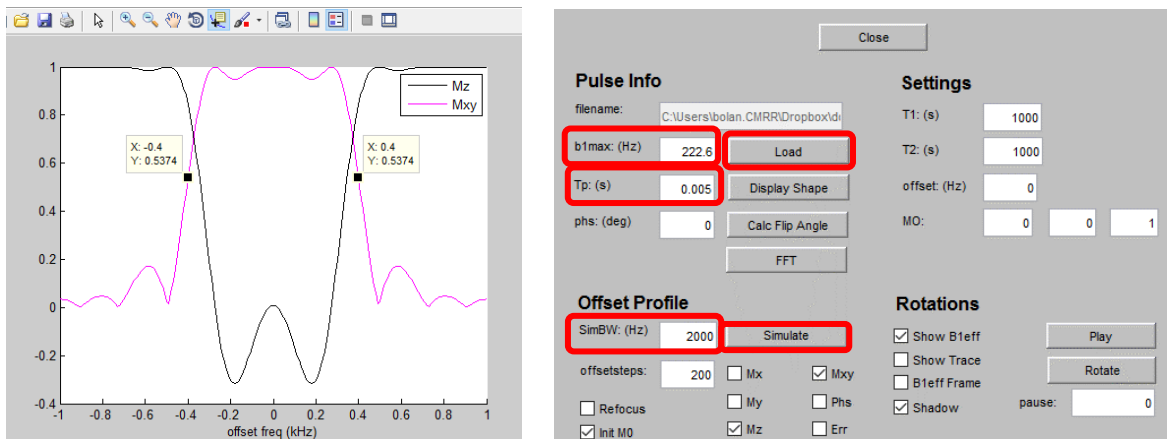 1
0.8
0.6
0.4
0.2
0
-0.2
-0.4
-1 -0.8 -0.6 -0.4 -0.2 0 0.2 0.4 0.6 0.8 1
offset freq (kHz)
Mz
Mxy
X: -0.4
Y: 0.5374
X: 0.4
Y: 0.5374
Close
Pulse Info
filename: C:\Users\bolan.CMRR\Dropbox\d
b1max: (Hz) 222.6 Load
Tp: (s) 0.005 Display Shape
phs: (deg) 0 Calc Flip Angle
FFT
Settings
T1: (s) 1000
T2: (s) 1000
offset: (Hz) 0
MO: 0 0 1
Offset Profile
SimBW: (Hz) 2000 Simulate
offsetsteps: 200 Mx Mxy
Refocus My Phs
Init M0 Mz Err
Rotations
Show B1eff Play
Show Trace Rotate
B1eff Frame
Shadow pause: 0